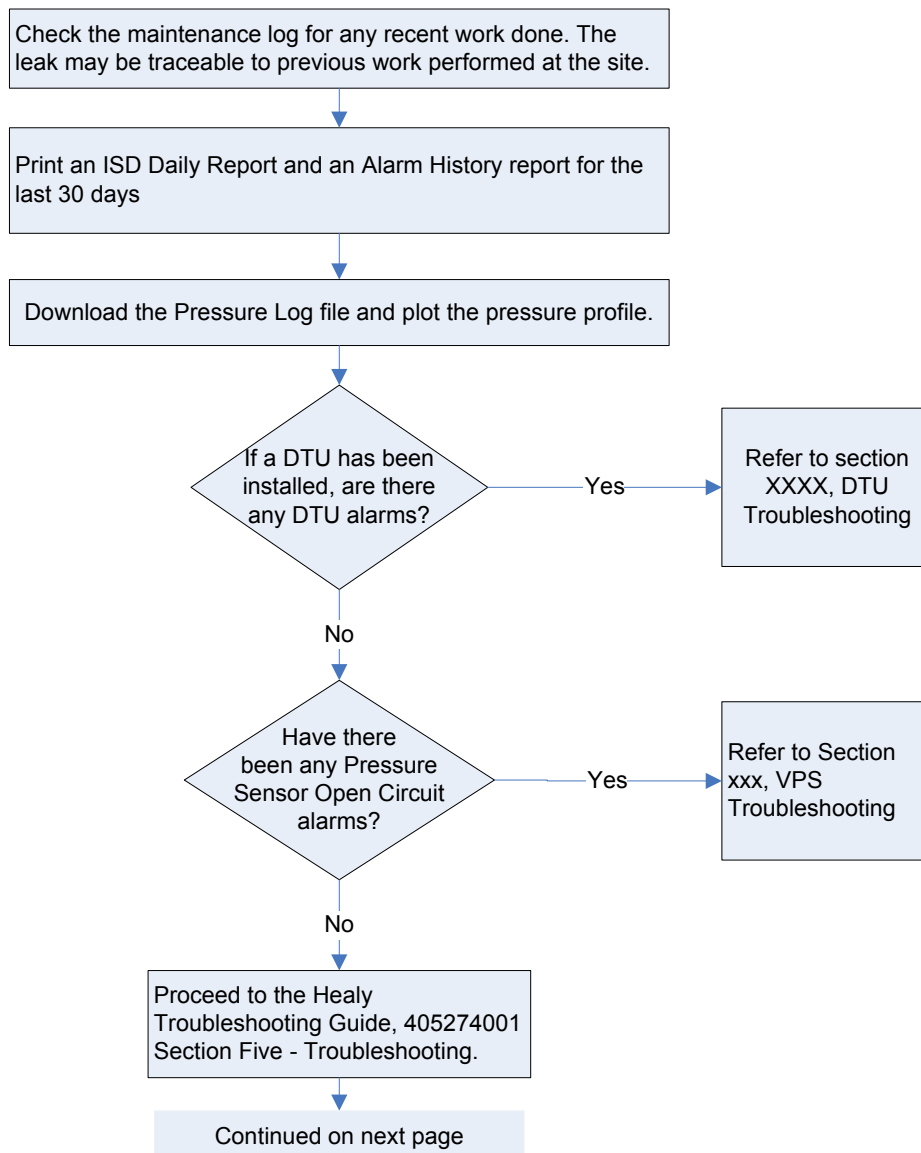 Check the maintenance log for any recent work done. The
leak may be traceable to previous work performed at the site.
Print an ISD Daily Report and an Alarm History report for the
last 30 days
Download the Pressure Log file and plot the pressure profile.
If a DTU has been
installed, are there
any DTU alarms?
Yes
Refer to section
XXXX, DTU
Troubleshooting
No
Have there
been any Pressure
Sensor Open Circuit
alarms?
Yes
Refer to Section
xxx, VPS
Troubleshooting
No
Proceed to the Healy
Troubleshooting Guide, 405274001
Section Five - Troubleshooting.
Continued on next page